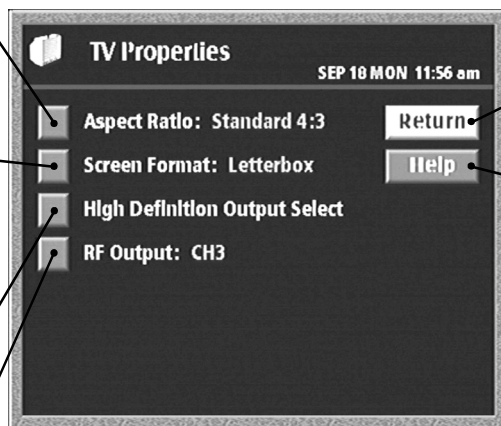 TV Properties
SEP 18 MON 11:56 am
Aspect Ratio: Standard 4:3
Return
Screen Format: Letterbox
Help
High Definition Output Select
RF Output: CH3